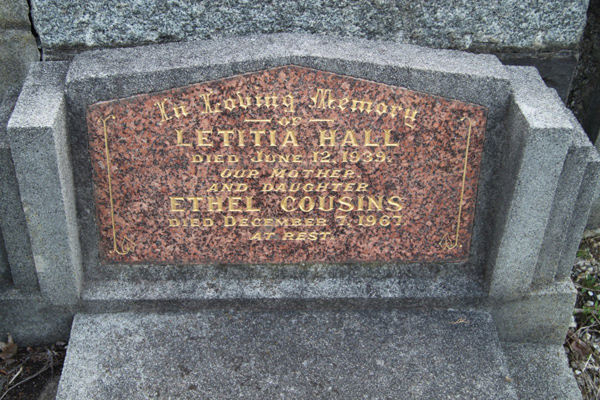 In Loving Memory
OF
LETITIA HALL
DIED JUNE 12, 1939.
OUR MOTHER.
AND DAUGHTER
ETHEL COUSINS
DIED DECEMBER 7, 1967.
AT REST.